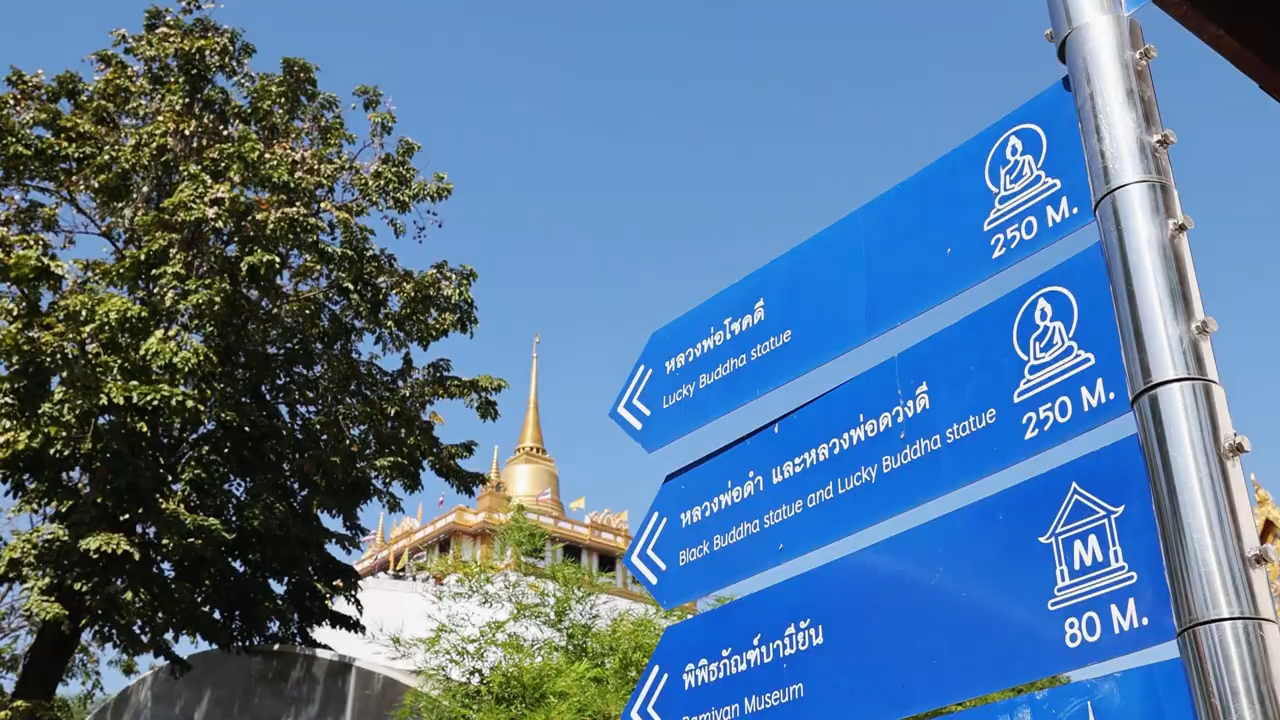 250 M.
หลวงพ่อโชคดี
Lucky Buddha statue
250 M.
หลวงพ่อดำ และหลวงพ่อดวงดี
Black Buddha statue and Lucky Buddha statue
M
80 M.
พิพิธภัณฑ์บามียัน
Bamiyan Museum